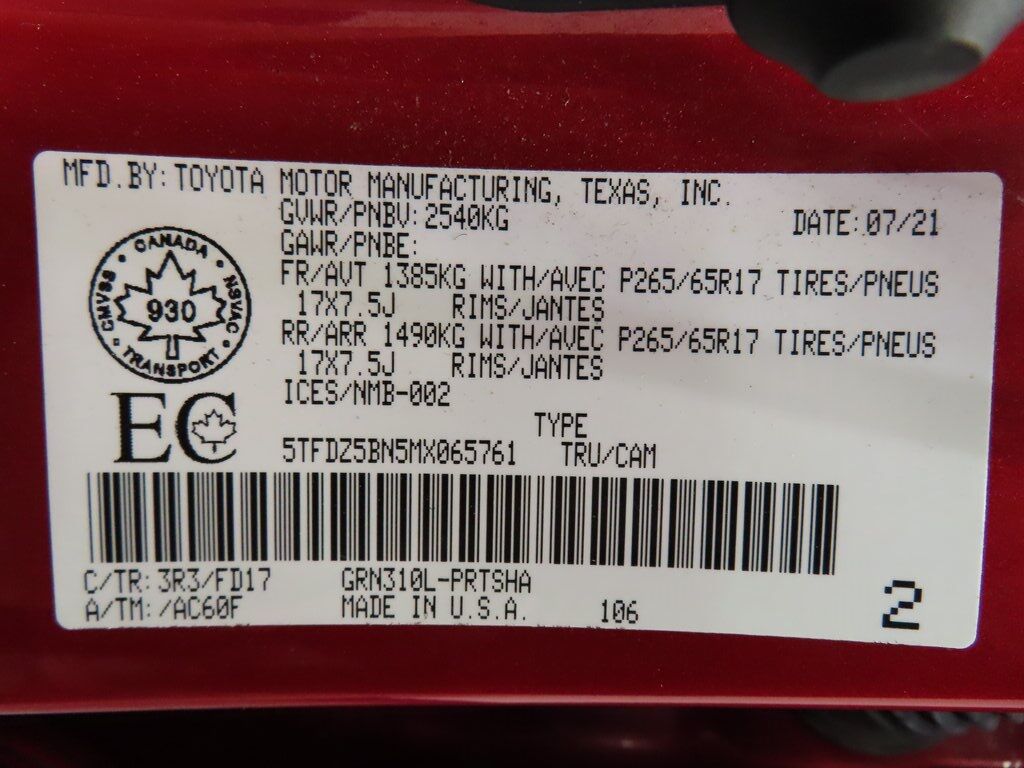 MFD.BY: TOYOTA MOTOR MANUFACTURING, TEXAS, INC.
GVWR/PNBV: 2540KG DATE: 07/21
GAWR/PNBE:
FR/AVT 1385KG WITH/AVEC P265/65R17 TIRES/PNEUS
17X7.5J RIMS/JANTES
RR/ARR 1490KG WITH/AVEC P265/65R17 TIRES/PNEUS
17X7.5J RIMS/JANTES
ICES/NMB-002
CANADA
CMVSS 930 NSVAC
TRANSPORT
EC
TYPE
5TFDZ5BN5MX065761 TRU/CAM
C/TR: 3R3/FD17 GRN310L-PRTSHA
A/TM: /AC60F MADE IN U.S.A. 106
2